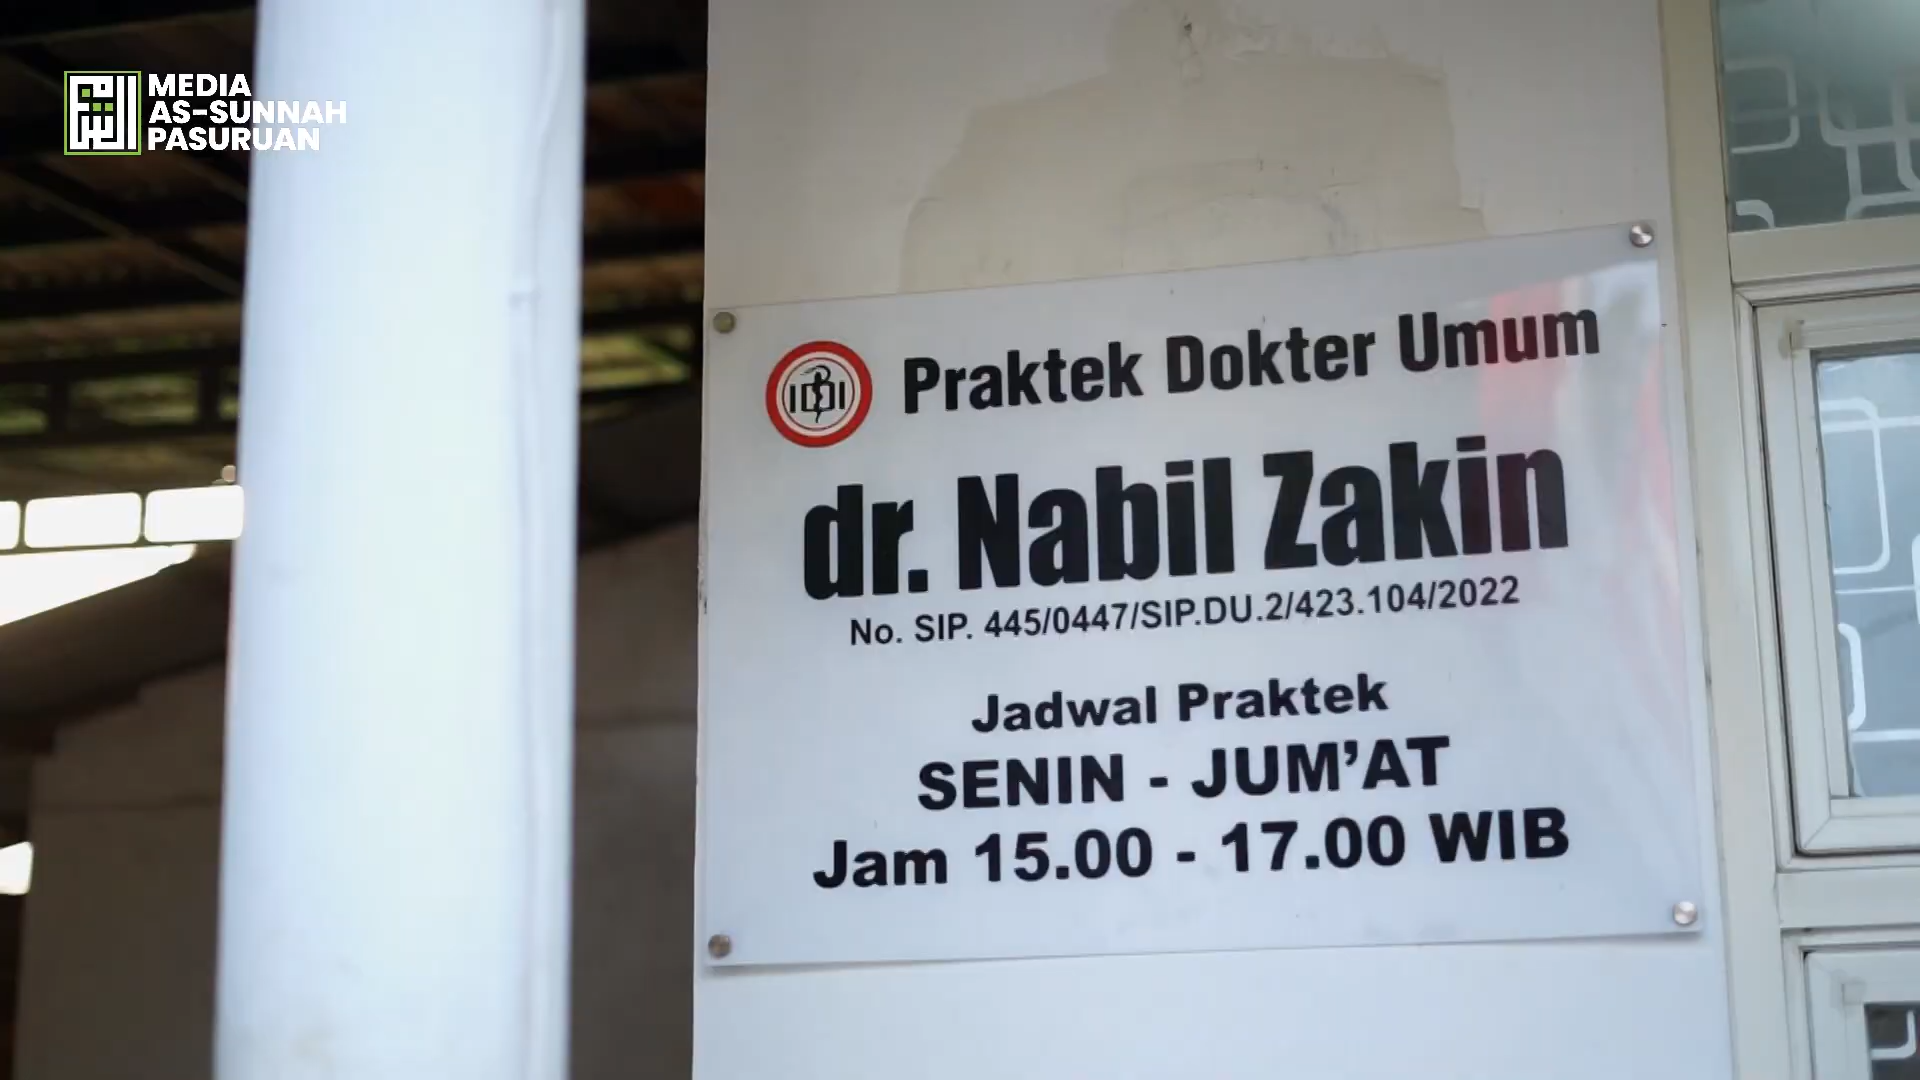 MEDIA
AS-SUNNAH
PASURUAN
IDI
Praktek Dokter Umum
dr. Nabil Zakin
No. SIP. 445/0447/SIP.DU.2/423.104/2022
Jadwal Praktek
SENIN - JUM'AT
Jam 15.00 - 17.00 WIB